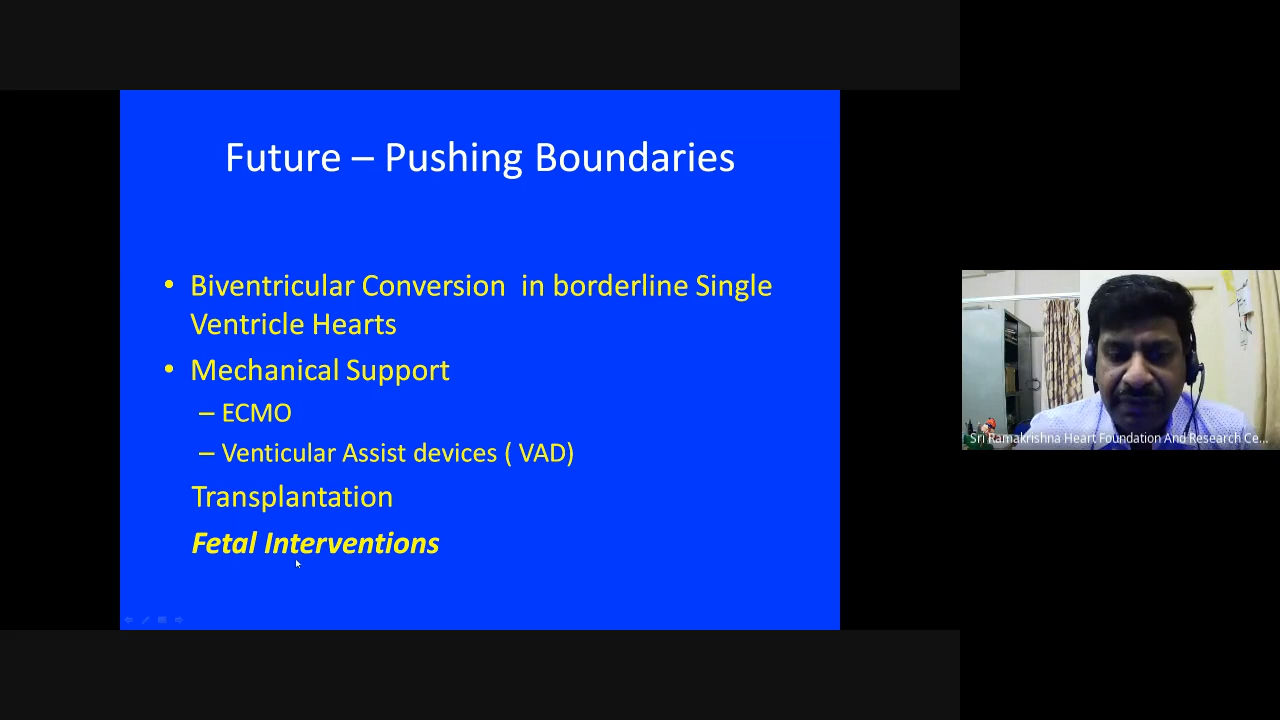 Future – Pushing Boundaries
• Biventricular Conversion in borderline Single
Ventricle Hearts
• Mechanical Support
– ECMO
– Venticular Assist devices ( VAD)
Transplantation
Fetal Interventions
Sri Ramakrishna Heart Foundation And Research Ce...